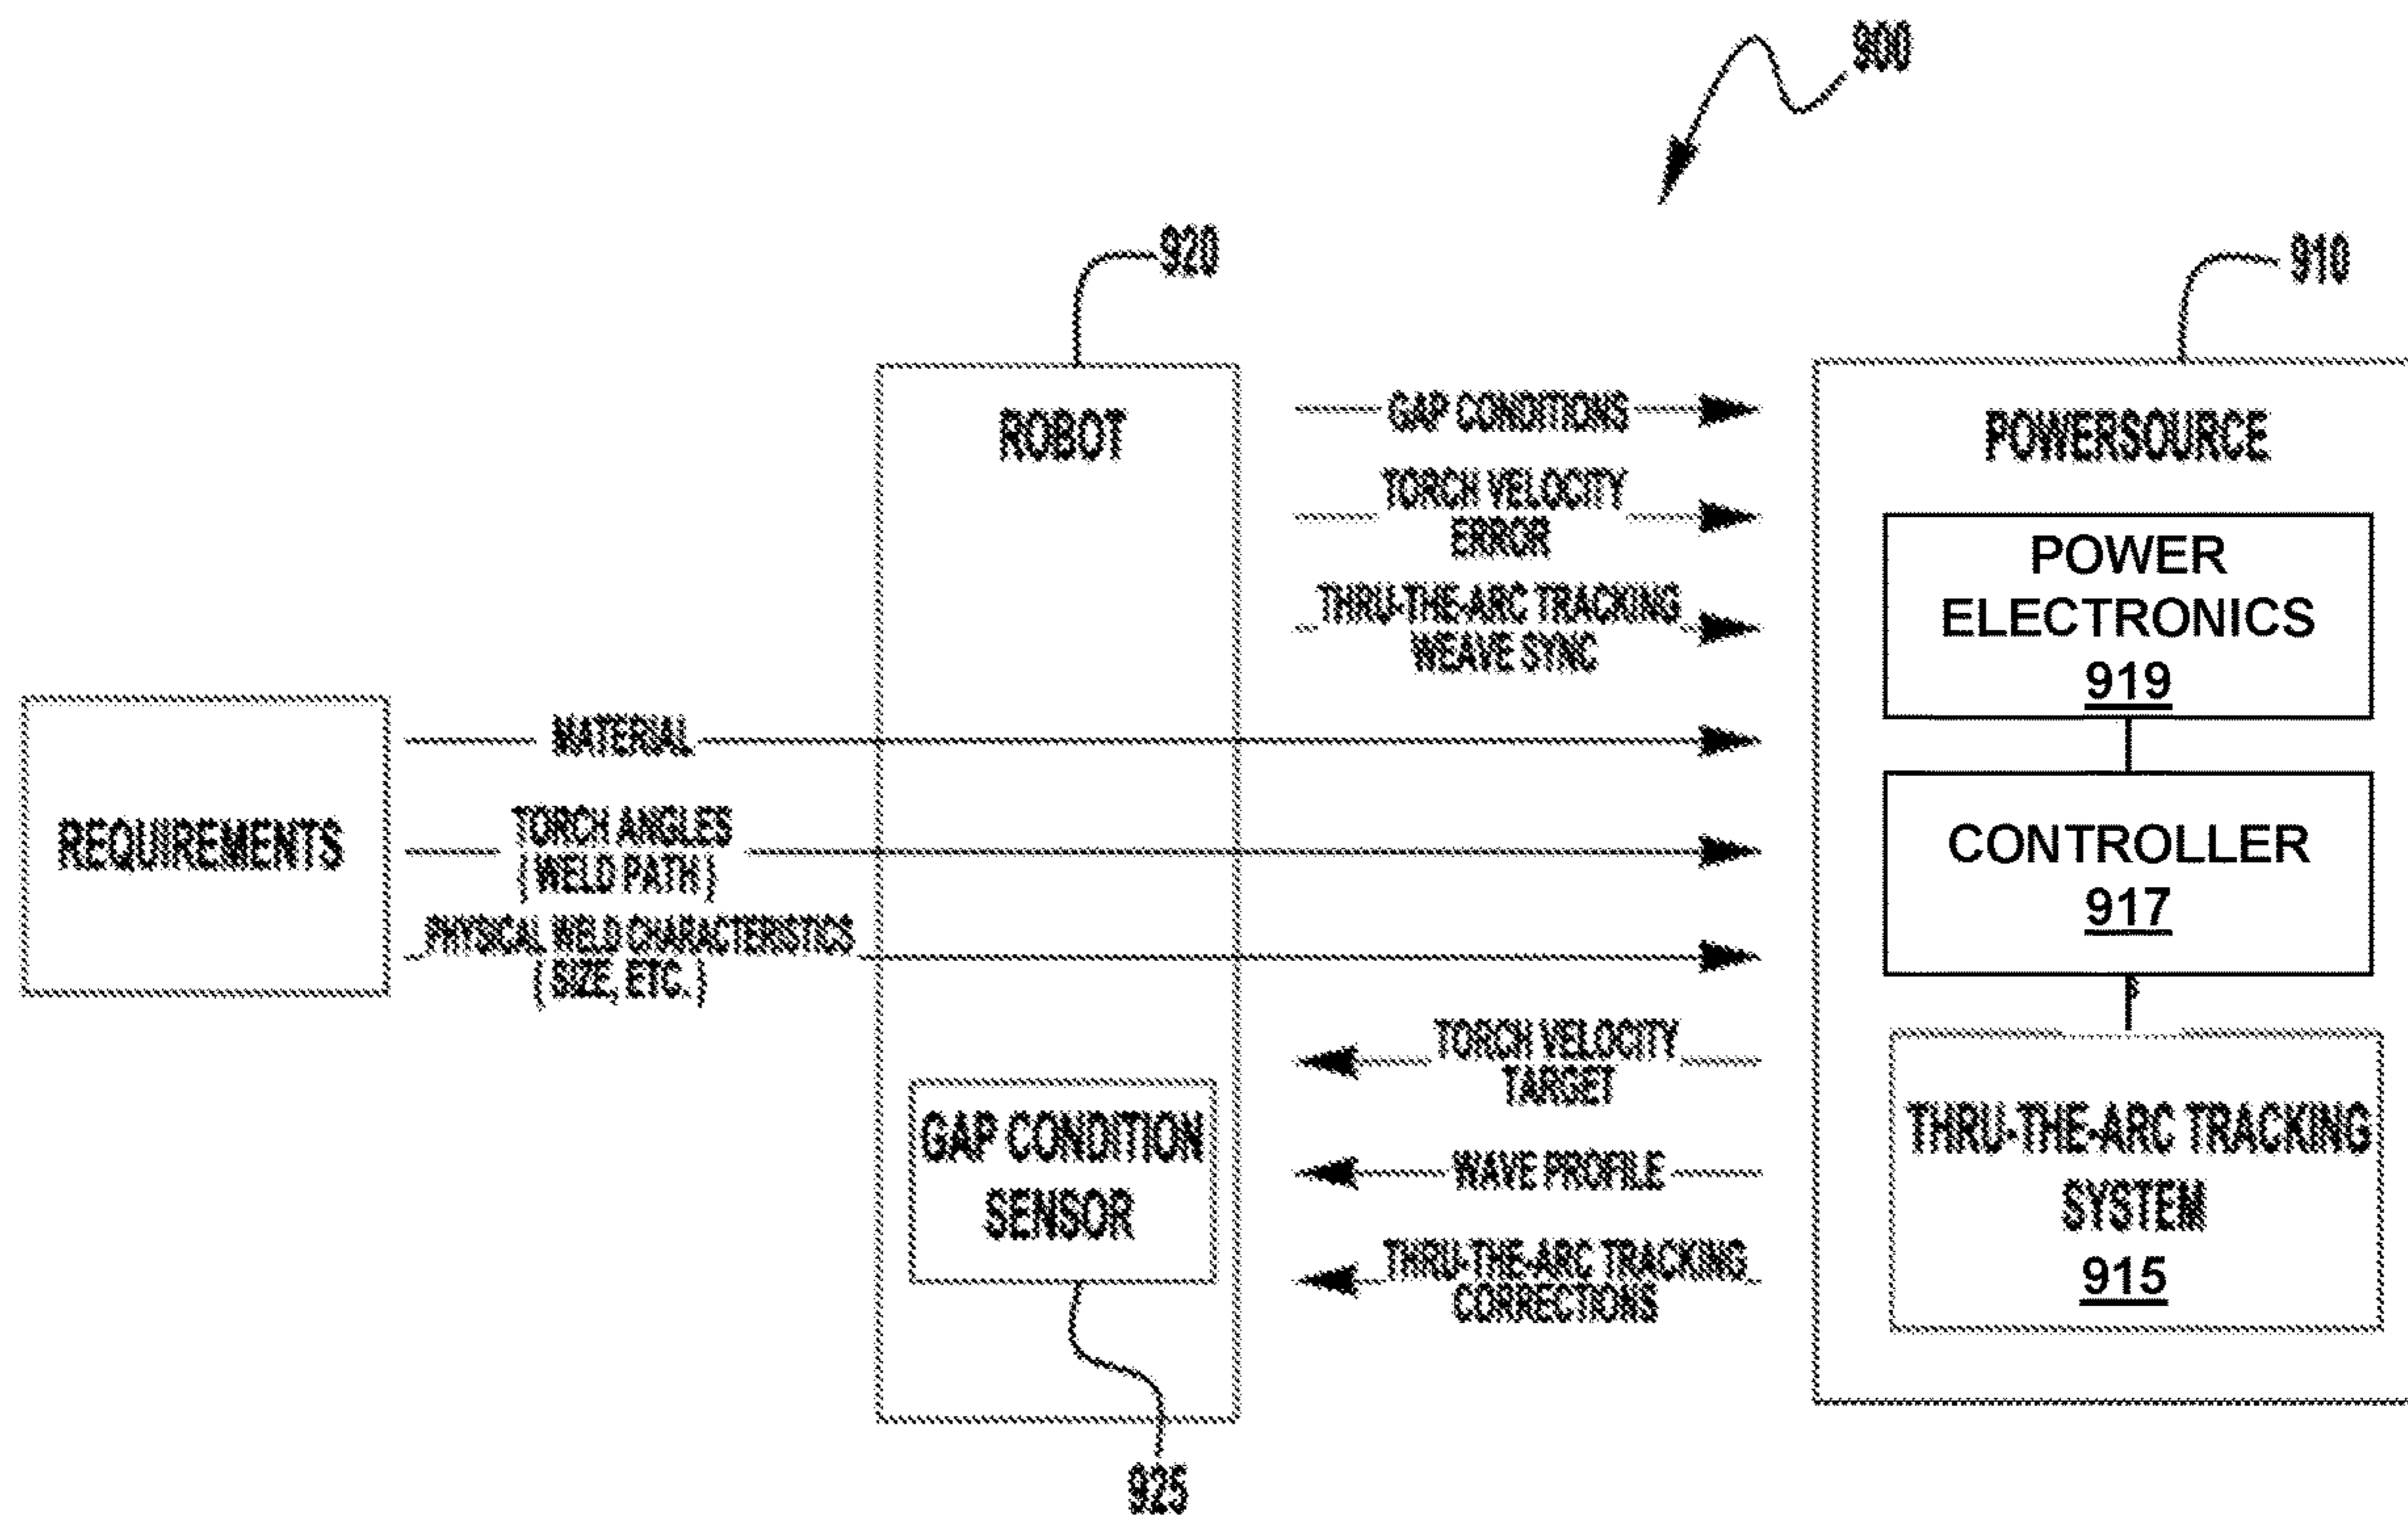 900
920
910
ROBOT
GAP CONDITIONS
TORCH VELOCITY
ERROR
THRU-THE-ARC TRACKING
WEAVE SYNC
POWERSOURCE
POWER
ELECTRONICS
919
CONTROLLER
917
THRU-THE-ARC TRACKING
SYSTEM
915
REQUIREMENTS
MATERIAL
TORCH ANGLES
( WELD PATH )
PHYSICAL WELD CHARACTERISTICS
( SIZE, ETC. )
TORCH VELOCITY
TARGET
WAVE PROFILE
THRU-THE-ARC TRACKING
CORRECTIONS
GAP CONDITION
SENSOR
925